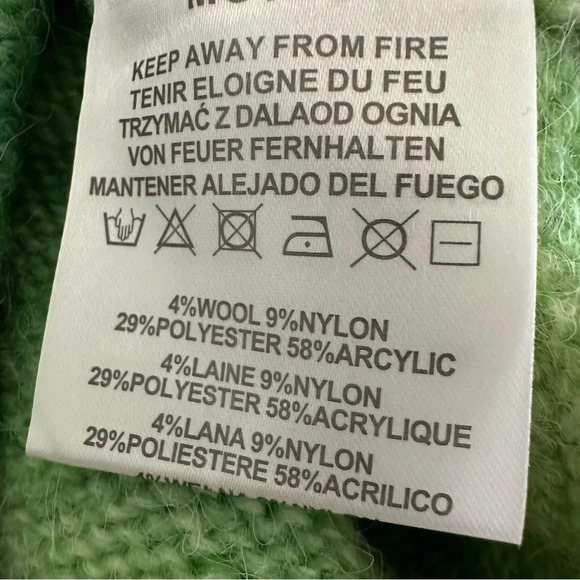 KEEP AWAY FROM FIRE
TENIR ELOIGNE DU FEU
TRZYMAĆ Z DALAOD OGNIA
VON FEUER FERNHALTEN
MANTENER ALEJADO DEL FUEGO
4%WOOL 9%NYLON
29%POLYESTER 58%ARCYLIC
4%LAINE 9%NYLON
29%POLYESTER 58%ACRYLIQUE
4%LANA 9%NYLON
29%POLIESTERE 58%ACRILICO